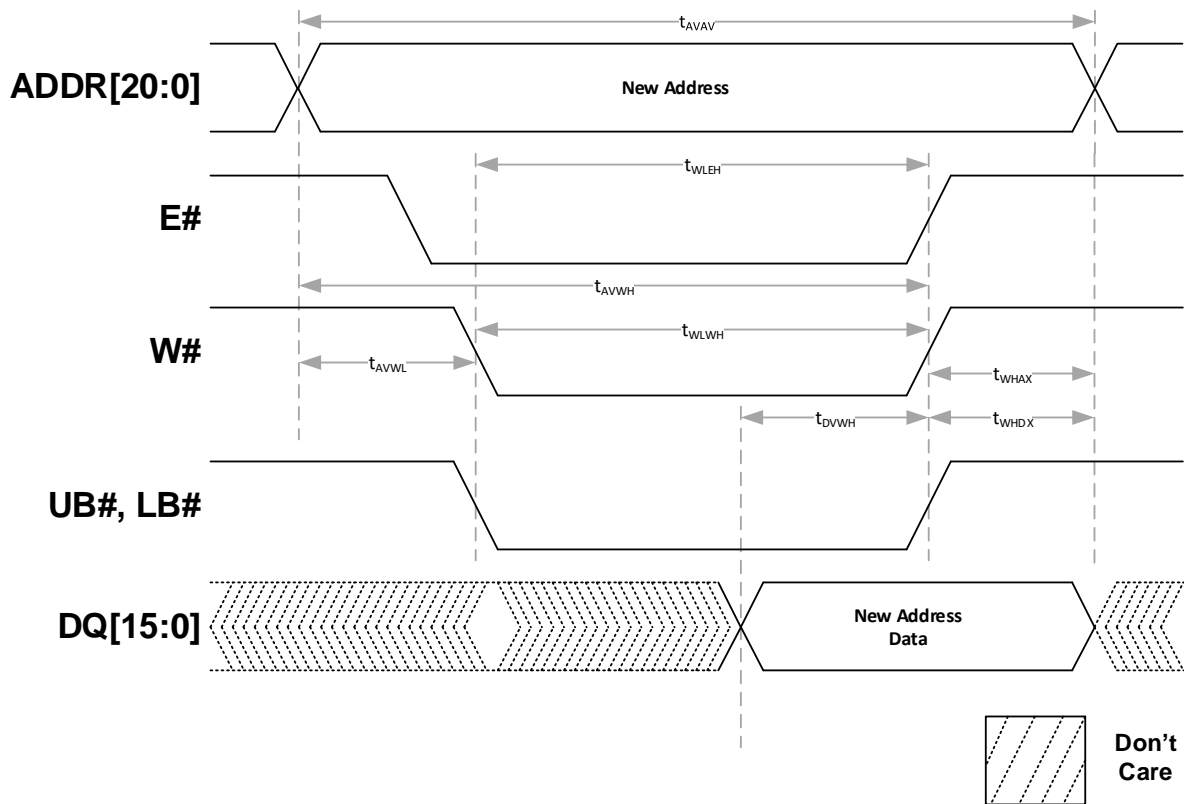 tAVAV
ADDR[20:0]
New Address
tWLEH
E#
tAVWH
W#
tWLWH
tAVWL
tWHAX
tDVWH
tWHDX
UB#, LB#
DQ[15:0]
New Address
Data
Don't
Care